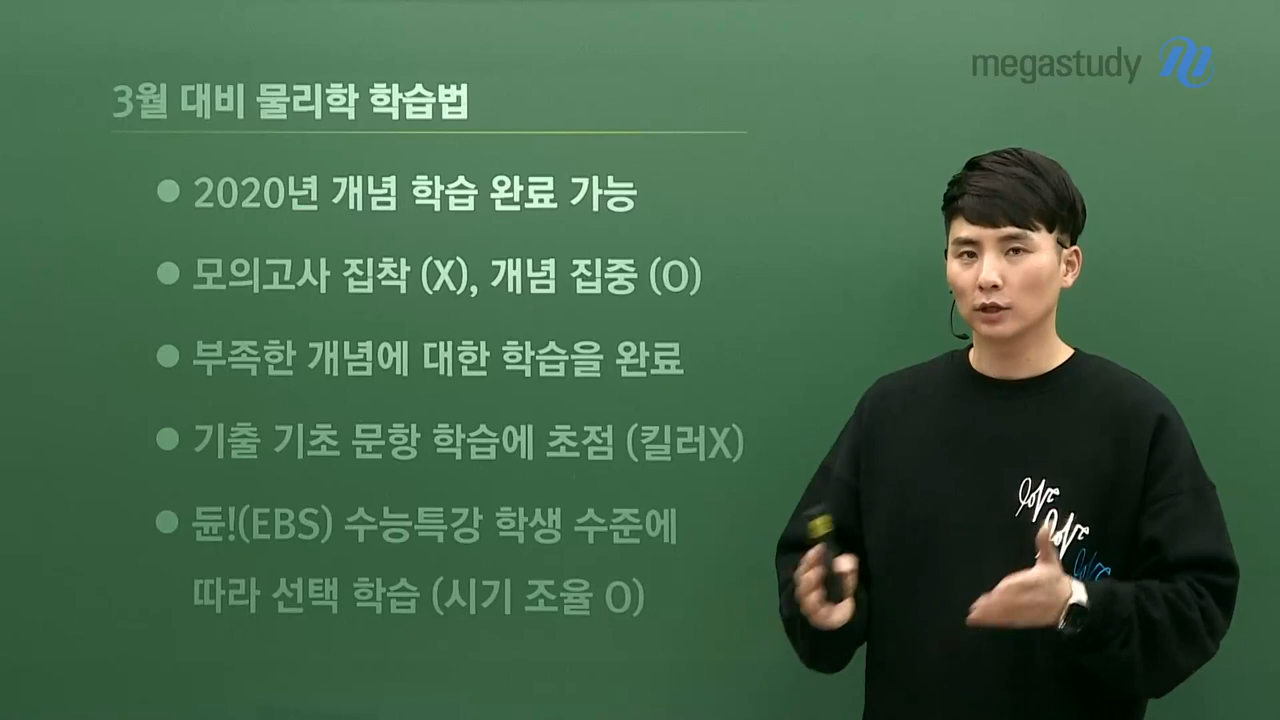 megastudy
3월 대비 물리학 학습법
● 2020년 개념 학습 완료 가능
● 모의고사 집착 (X), 개념 집중 (O)
● 부족한 개념에 대한 학습을 완료
● 기출 기초 문항 학습에 초점 (킬러X)
● 듄!(EBS) 수능특강 학생 수준에
따라 선택 학습 (시기 조율 O)
love
love
love